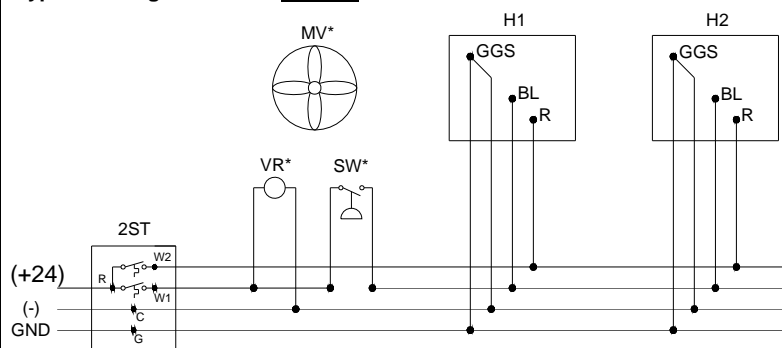 H1 H2
MV*
GGS GGS
BL BL
R R
VR* SW*
2ST
W2
(+24) R
W1
(-) C
GND G